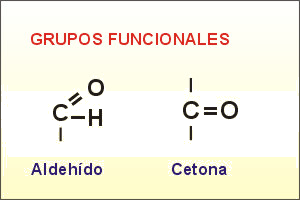 GRUPOS FUNCIONALES
O
C H
C=O
Aldehído Cetona